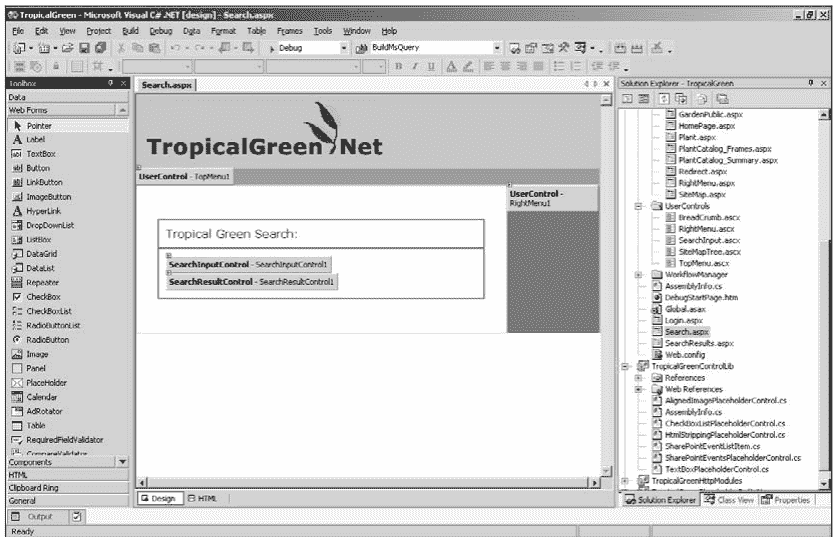 TropicalGreen - Microsoft Visual C# .NET [design] - Search.aspx
File Edit View Project Build Debug Data Format Table Frames Tools Window Help
Debug BuildMsQuery
B I U
Toolbox
Data
Web Forms
Pointer
Label
TextBox
Button
LinkButton
ImageButton
HyperLink
DropDownList
ListBox
DataGrid
DataList
Repeater
CheckBox
CheckBoxList
RadioButtonList
RadioButton
Image
Panel
PlaceHolder
Calendar
AdRotator
Table
RequiredFieldValidator
CompareValidator
Components
HTML
Clipboard Ring
General
Search.aspx
TropicalGreen Net
UserControl - TopMenu1
UserControl -
RightMenu1
Tropical Green Search:
SearchInputControl - SearchInputControl1
SearchResultControl - SearchResultControl1
Design HTML
Solution Explorer - TropicalGreen
GardenPublic.aspx
HomePage.aspx
Plant.aspx
PlantCatalog_Frames.aspx
PlantCatalog_Summary.aspx
Redirect.aspx
RightMenu.aspx
SiteMap.aspx
UserControls
BreadCrumb.ascx
RightMenu.ascx
SearchInput.ascx
SiteMapTree.ascx
TopMenu.ascx
WorkflowManager
AssemblyInfo.cs
DebugStartPage.htm
Global.asax
Login.aspx
Search.aspx
SearchResults.aspx
Web.config
TropicalGreenControlLib
References
Web References
AlignedImagePlaceholderControl.cs
AssemblyInfo.cs
CheckBoxListPlaceholderControl.cs
HtmlStrippingPlaceholderControl.cs
SharePointEventListItem.cs
SharePointEventsPlaceholderControl.cs
TextBoxPlaceholderControl.cs
TropicalGreenHttpModules
Solution Explorer Class View Properties
Output
Ready